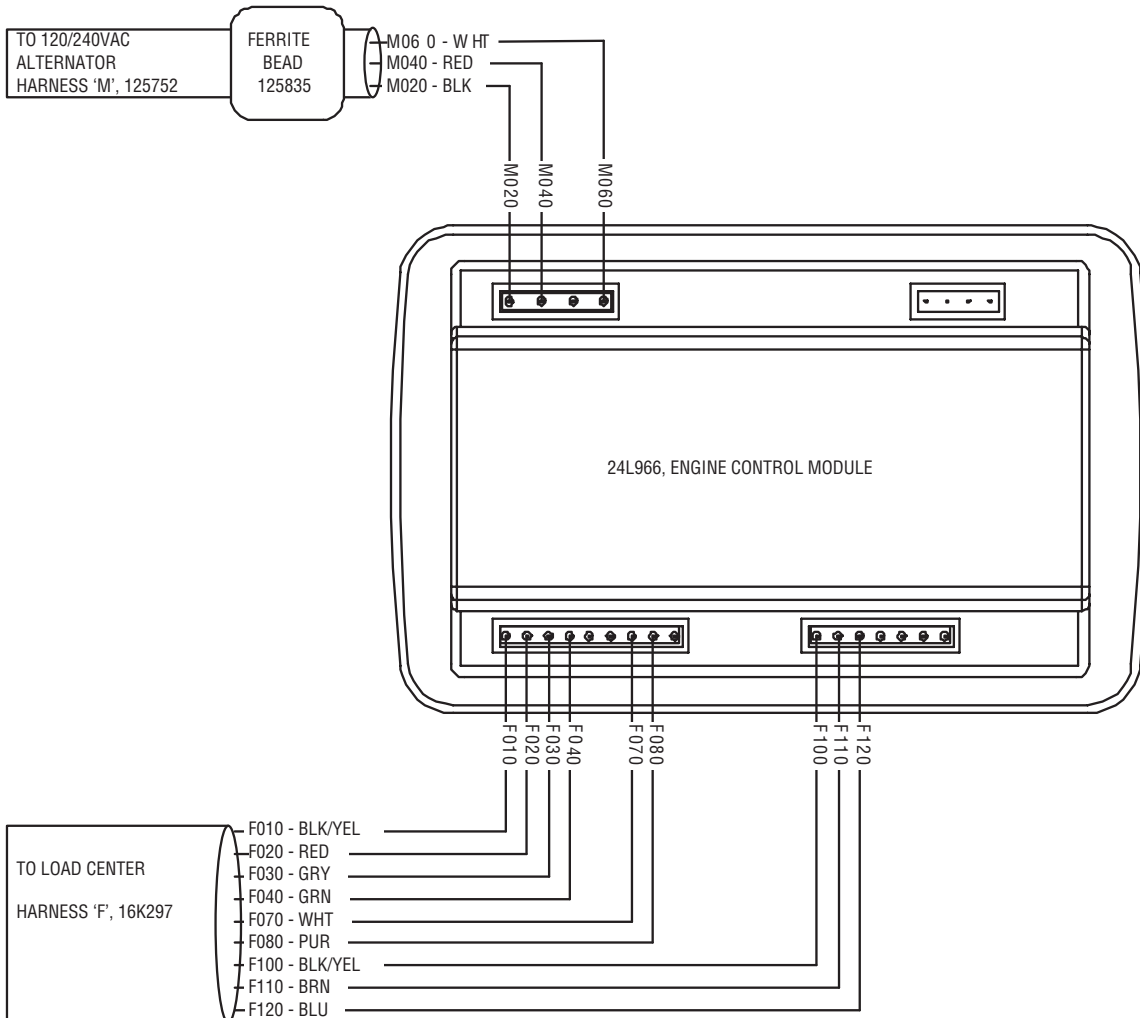 TO 120/240VAC
ALTERNATOR
HARNESS ‘M’, 125752
FERRITE
BEAD
125835
M06 0 - W HT
M040 - RED
M020 - BLK
M020
M040
M060
24L966, ENGINE CONTROL MODULE
F010
F020
F030
F040
F070
F080
F100
F110
F120
TO LOAD CENTER
HARNESS ‘F’, 16K297
F010 - BLK/YEL
F020 - RED
F030 - GRY
F040 - GRN
F070 - WHT
F080 - PUR
F100 - BLK/YEL
F110 - BRN
F120 - BLU